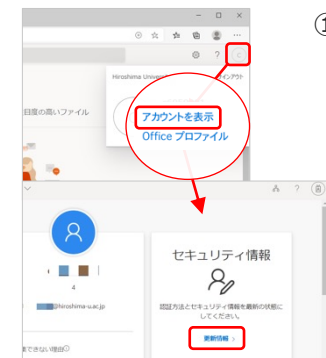 ①
Hiroshima Univers
インアウト
目度の高いファイル
アカウントを表示
Office プロファイル
セキュリティ情報
4
@hiroshima-u.ac.jp
認証方法とセキュリティ情報を最新の状態に
してください。
更新情報 >
できない理由